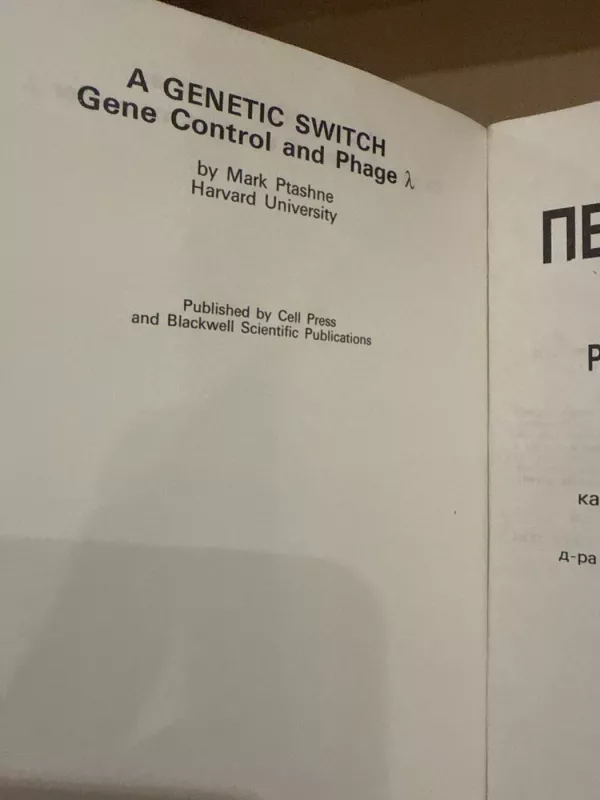 A GENETIC SWITCH
Gene Control and Phage λ
by Mark Ptashne
Harvard University
Published by Cell Press
and Blackwell Scientific Publications
ПЕ
Р
ка
д-ра